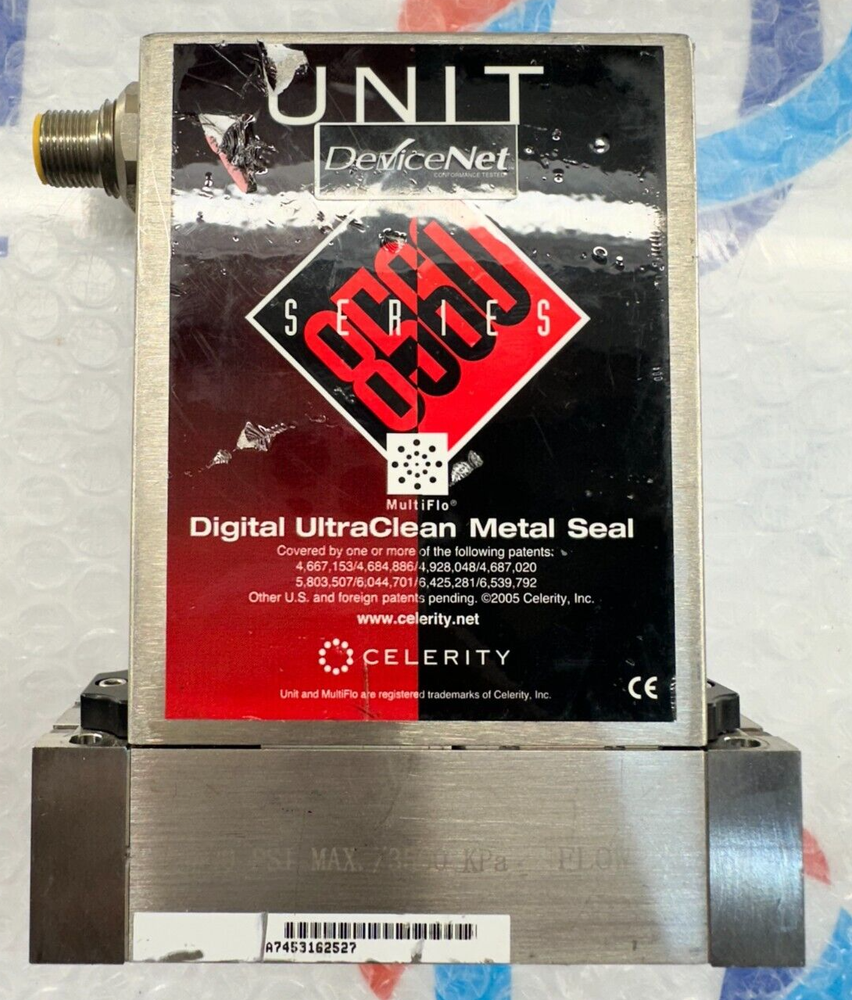 UNIT
DeviceNet
CONFORMANCE TESTED
SERIES
MultiFlo®
Digital UltraClean Metal Seal
Covered by one or more of the following patents:
4,667,153/4,684,886/4,928,048/4,687,020
5,803,507/6,044,701/6,425,281/6,539,792
Other U.S. and foreign patents pending. ©2005 Celerity, Inc.
www.celerity.net
CELERITY
Unit and MultiFlo are registered trademarks of Celerity, Inc.
CE
PSI MAX. KPa FLOW
A7453162527